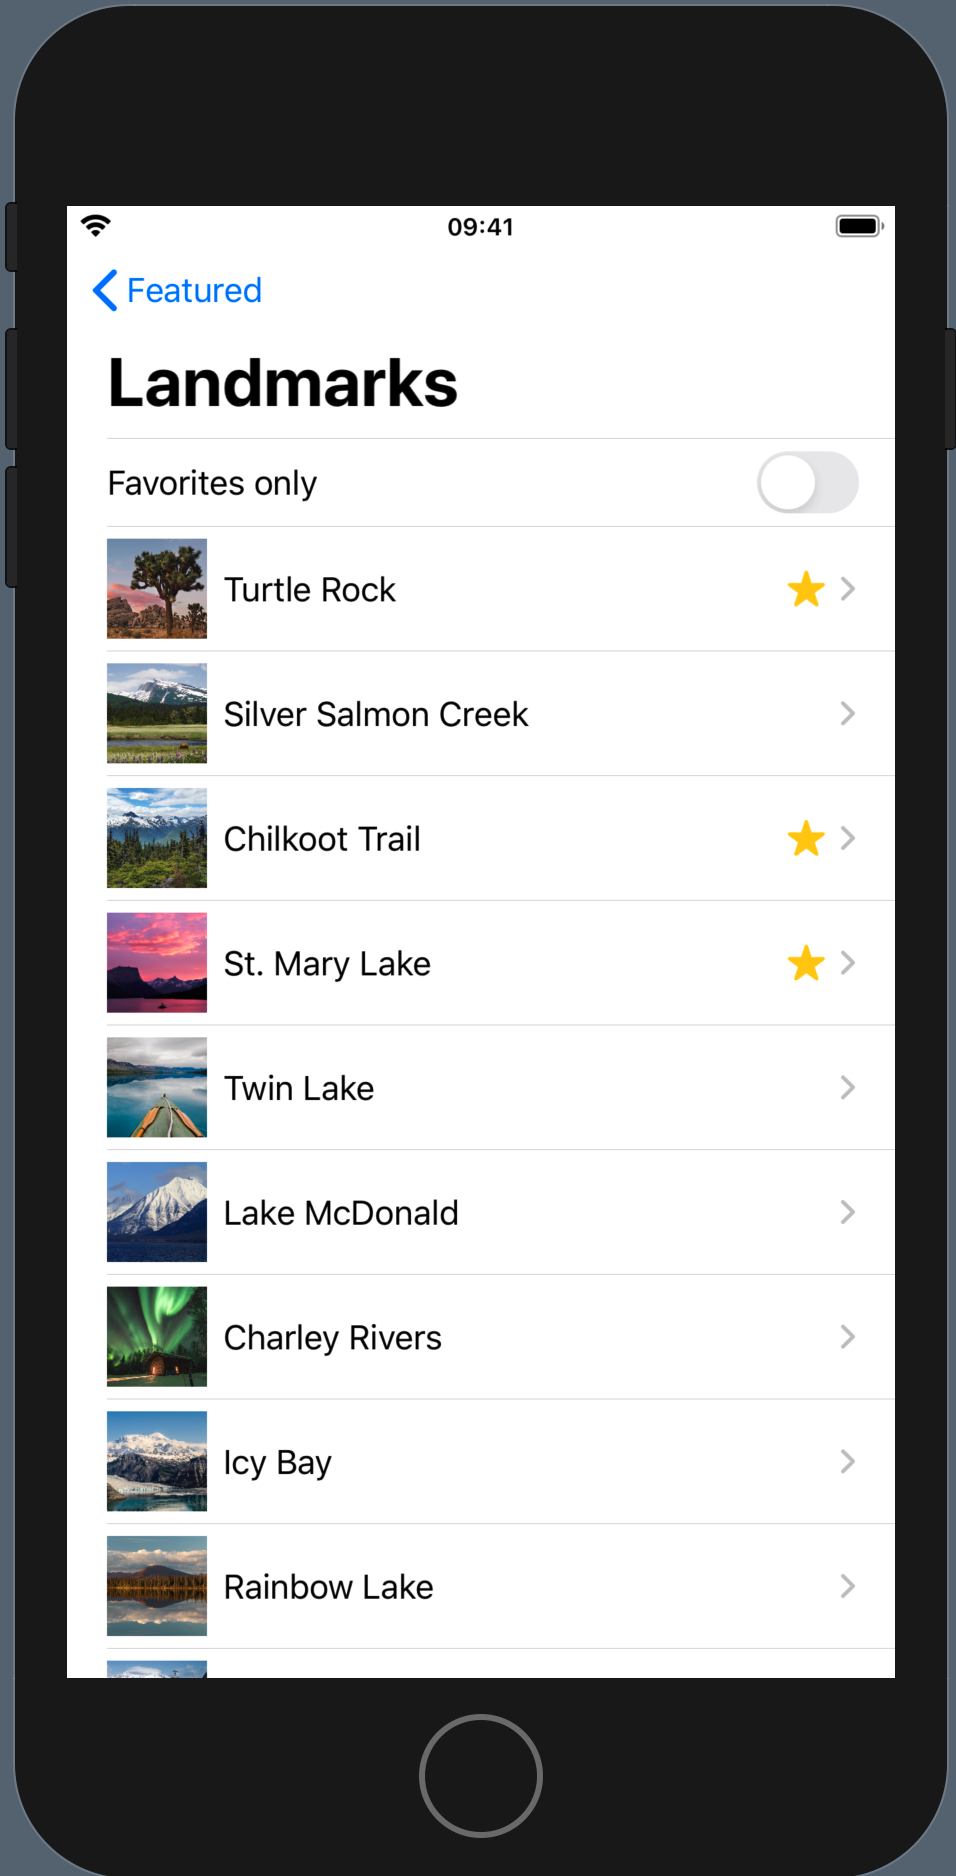 09:41
Featured
Landmarks
Favorites only
Turtle Rock
Silver Salmon Creek
Chilkoot Trail
St. Mary Lake
Twin Lake
Lake McDonald
Charley Rivers
Icy Bay
Rainbow Lake